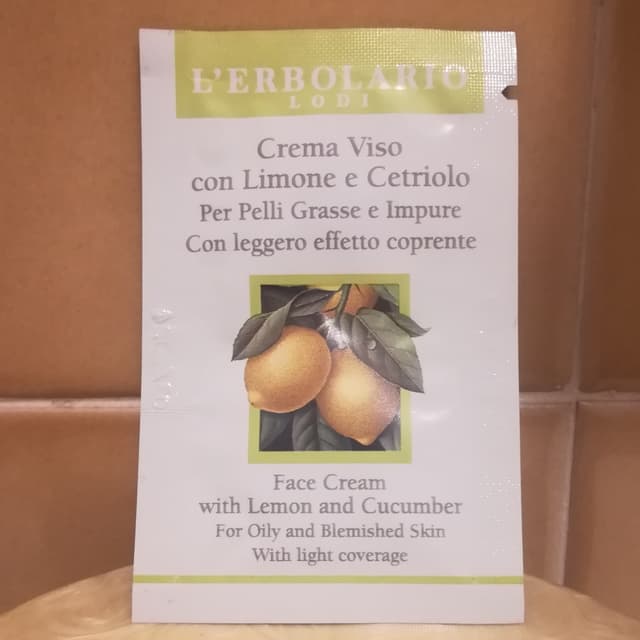 L'ERBOLARIO
LODI
Crema Viso
con Limone e Cetriolo
Per Pelli Grasse e Impure
Con leggero effetto coprente
Face Cream
with Lemon and Cucumber
For Oily and Blemished Skin
With light coverage